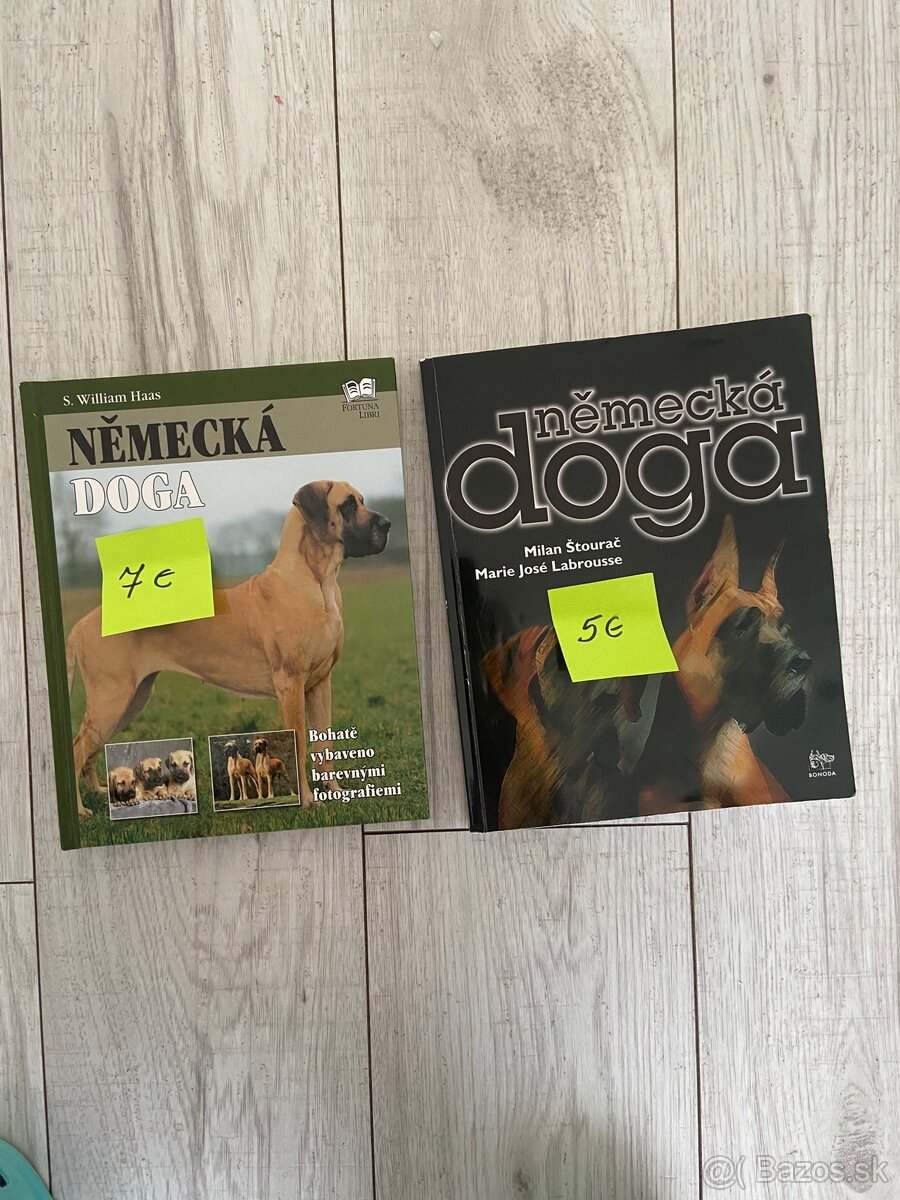 S. William Haas
FORTUNA
LIBRI
NĚMECKÁ
DOGA
7 €
Bohatě
vybaveno
barevnými
fotografiemi
německá
doga
Milan Štourač
Marie José Labrousse
5€
BONODA
@( Bazos.sk